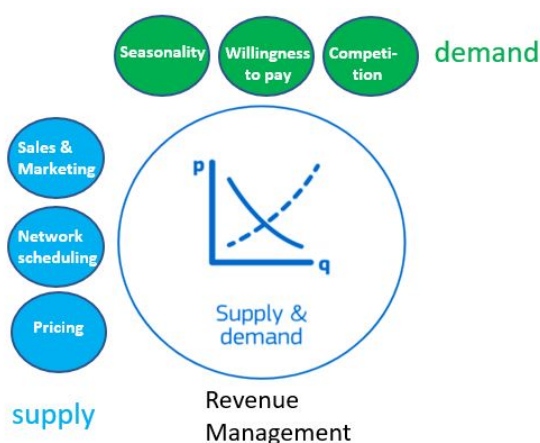 Seasonality
Willingness
to pay
Competi-
tion
demand
Sales &
Marketing
Network
scheduling
Pricing
p
q
Supply &
demand
supply
Revenue
Management